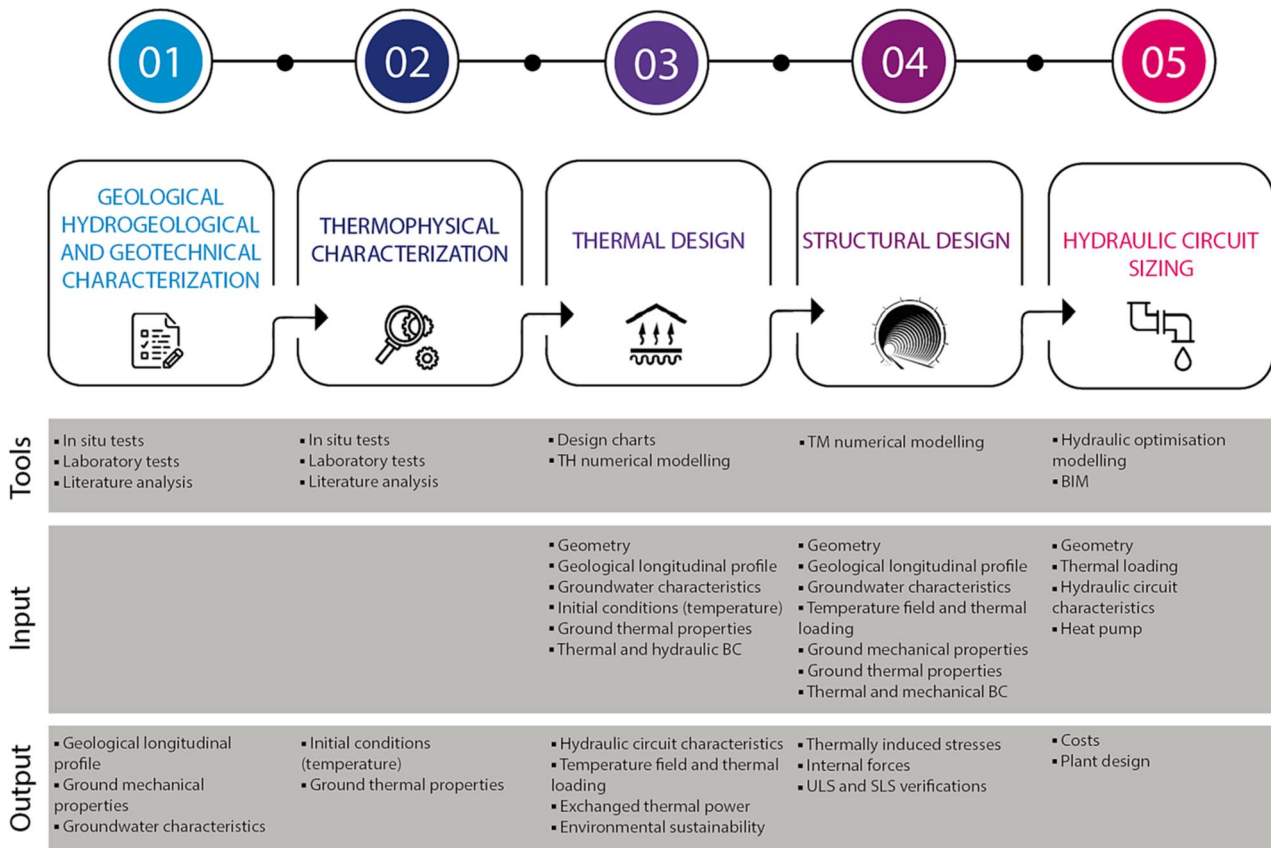 01
02
03
04
05
GEOLOGICAL
HYDROGEOLOGICAL
AND GEOTECHNICAL
CHARACTERIZATION
THERMOPHYSICAL
CHARACTERIZATION
THERMAL DESIGN
STRUCTURAL DESIGN
HYDRAULIC CIRCUIT
SIZING
Tools
▪ In situ tests
▪ Laboratory tests
▪ Literature analysis
▪ In situ tests
▪ Laboratory tests
▪ Literature analysis
▪ Design charts
▪ TH numerical modelling
▪ TM numerical modelling
▪ Hydraulic optimisation
modelling
▪ BIM
Input
▪ Geometry
▪ Geological longitudinal profile
▪ Groundwater characteristics
▪ Initial conditions (temperature)
▪ Ground thermal properties
▪ Thermal and hydraulic BC
▪ Geometry
▪ Geological longitudinal profile
▪ Groundwater characteristics
▪ Temperature field and thermal
loading
▪ Ground mechanical properties
▪ Ground thermal properties
▪ Thermal and mechanical BC
▪ Geometry
▪ Thermal loading
▪ Hydraulic circuit
characteristics
▪ Heat pump
Output
▪ Geological longitudinal
profile
▪ Ground mechanical
properties
▪ Groundwater characteristics
▪ Initial conditions
(temperature)
▪ Ground thermal properties
▪ Hydraulic circuit characteristics
▪ Temperature field and thermal
loading
▪ Exchanged thermal power
▪ Environmental sustainability
▪ Thermally induced stresses
▪ Internal forces
▪ ULS and SLS verifications
▪ Costs
▪ Plant design